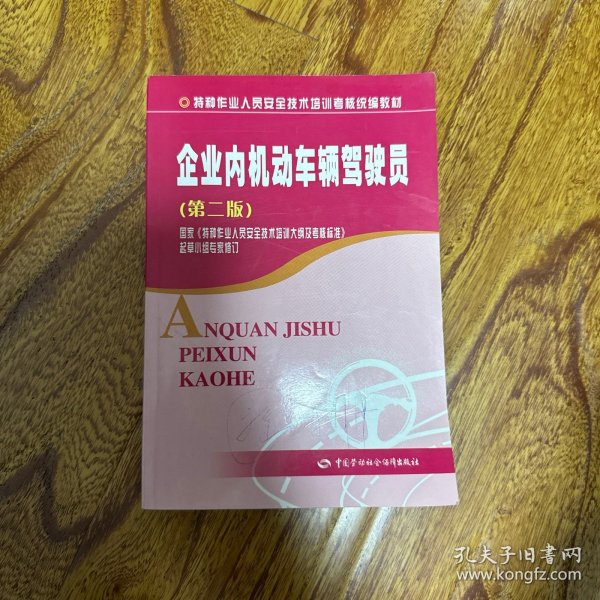 特种作业人员安全技术培训考核统编教材
企业内机动车辆驾驶员
(第二版)
国家《特种作业人员安全技术培训大纲及考核标准》
起草小组专家修订
ANQUAN JISHU
PEIXUN
KAOHE
中国劳动社会保障出版社
孔夫子旧书网
www.kongfz.com